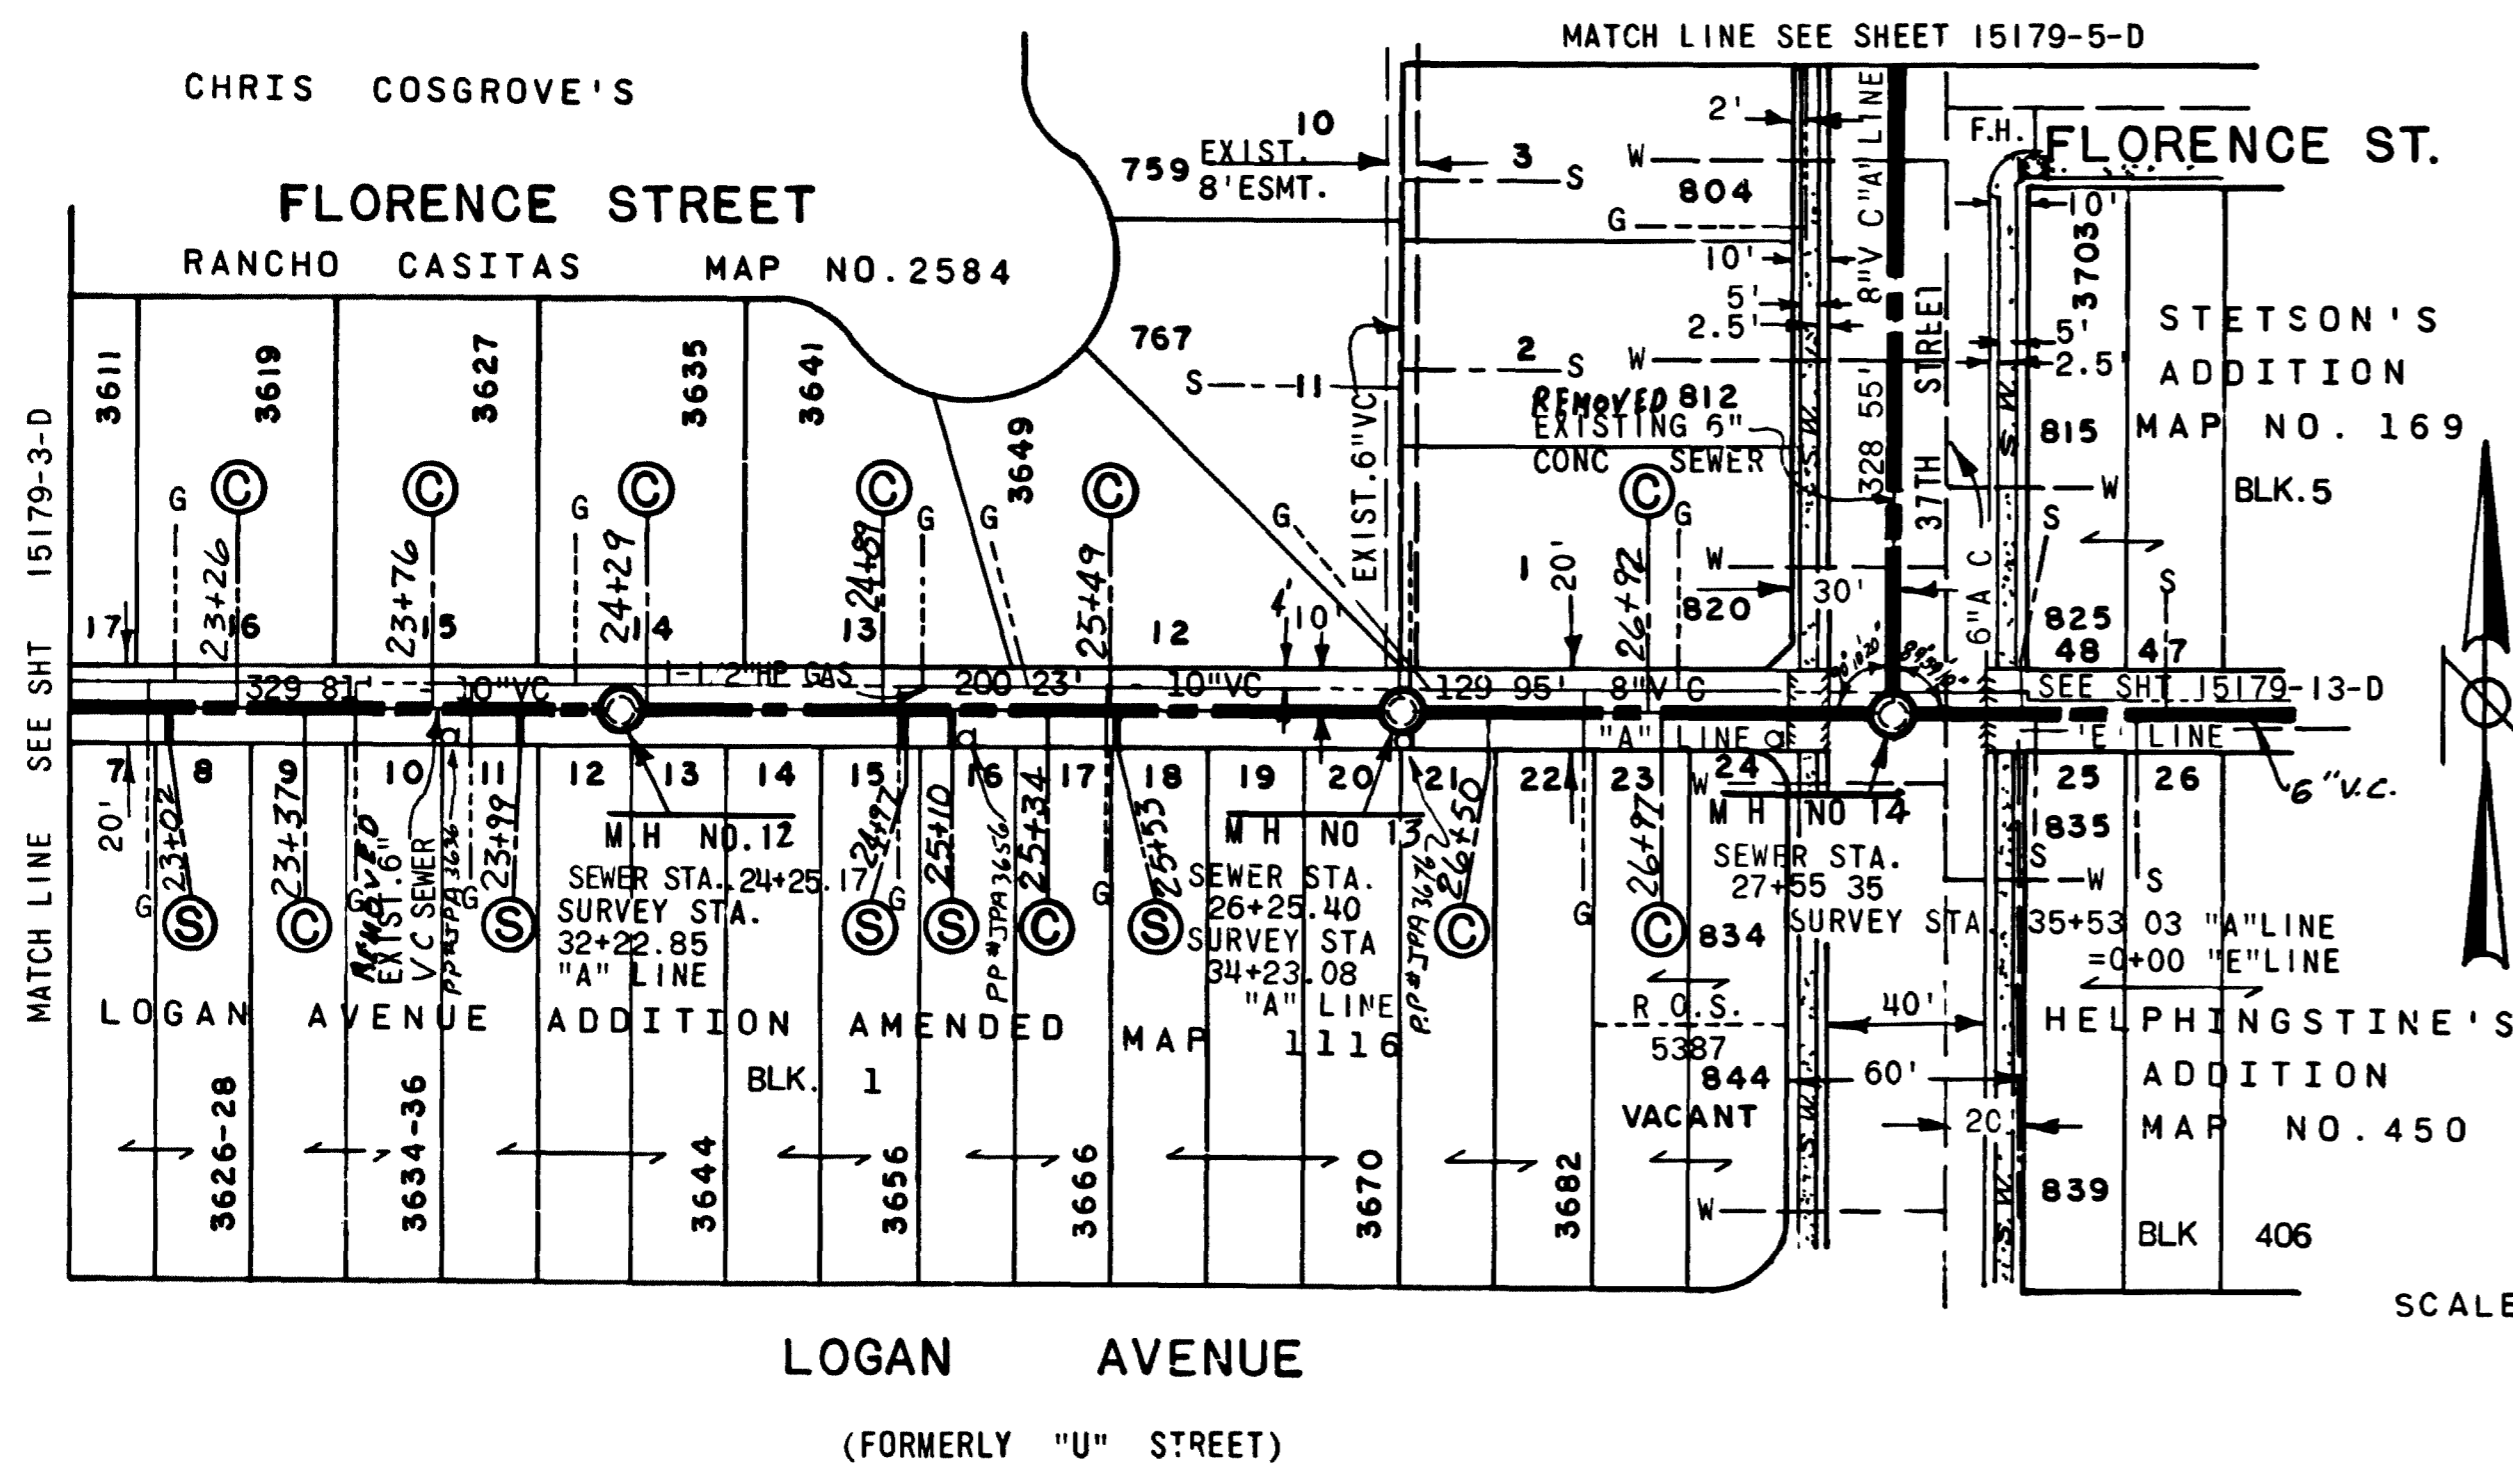 MATCH LINE SEE SHEET 15179-5-D
CHRIS COSGROVE'S
FLORENCE STREET
RANCHO CASITAS MAP NO.2584
FLORENCE ST.
F.H.
10
759 EXIST.
8'ESMT.
3
S
W
804
G
2'
10'
5'
2.5'
8"V C"A" LINE
328 55'
37TH STREET
6"A C
10'
3703
5'
2.5'
STETSON'S
ADDITION
MAP NO. 169
BLK.5
815
W
S
S
825
48
47
767
S
11
2
S
W
REMOVED 812
EXISTING 6"
CONC SEWER
EXIST.6"VC
3611
3619
3627
3635
3641
3649
C
C
C
C
C
C
G
G
G
G
G
G
23+26
23+76
24+29
24+89
25+49
26+92
17
16
15
14
13
12
4'
10'
1
20'
W
820
30'
S.W.
S.W.
MATCH LINE SEE SHT 15179-3-D
329 81'
10"VC
2"HP GAS
200 23'
10"VC
129 95'
8"V C
SEE SHT 15179-13-D
"A" LINE
"E" LINE
6"V.C.
7
8
9
10
11
12
13
14
15
16
17
18
19
20
21
22
23
24
25
26
20'
23+02
23+37
REMOVED
EXIST.6"
V C SEWER
PP#JPA3636
23+99
24+92
25+10
PP#JPA3656
25+34
25+53
P.P#JPA3676
26+50
26+97
G
S
C
G
G
S
S
G
S
C
G
S
C
G
C
M.H NO.12
SEWER STA. 24+25.17
SURVEY STA.
32+22.85
"A" LINE
M H NO 13
SEWER STA.
26+25.40
SURVEY STA
34+23.08
"A" LINE
W
M H NO 14
SEWER STA.
27+55 35
SURVEY STA. 35+53 03 "A"LINE
=0+00 "E"LINE
835
S
W
S
834
R O.S.
5387
844
VACANT
40'
60'
W
LOGAN AVENUE ADDITION AMENDED MAP 1116
BLK. 1
HELPHINGSTINE'S
ADDITION
MAP NO.450
839
BLK 406
S.W.
S.W.
3626-28
3634-36
3644
3656
3666
3670
3682
SCALE
LOGAN AVENUE
(FORMERLY "U" STREET)